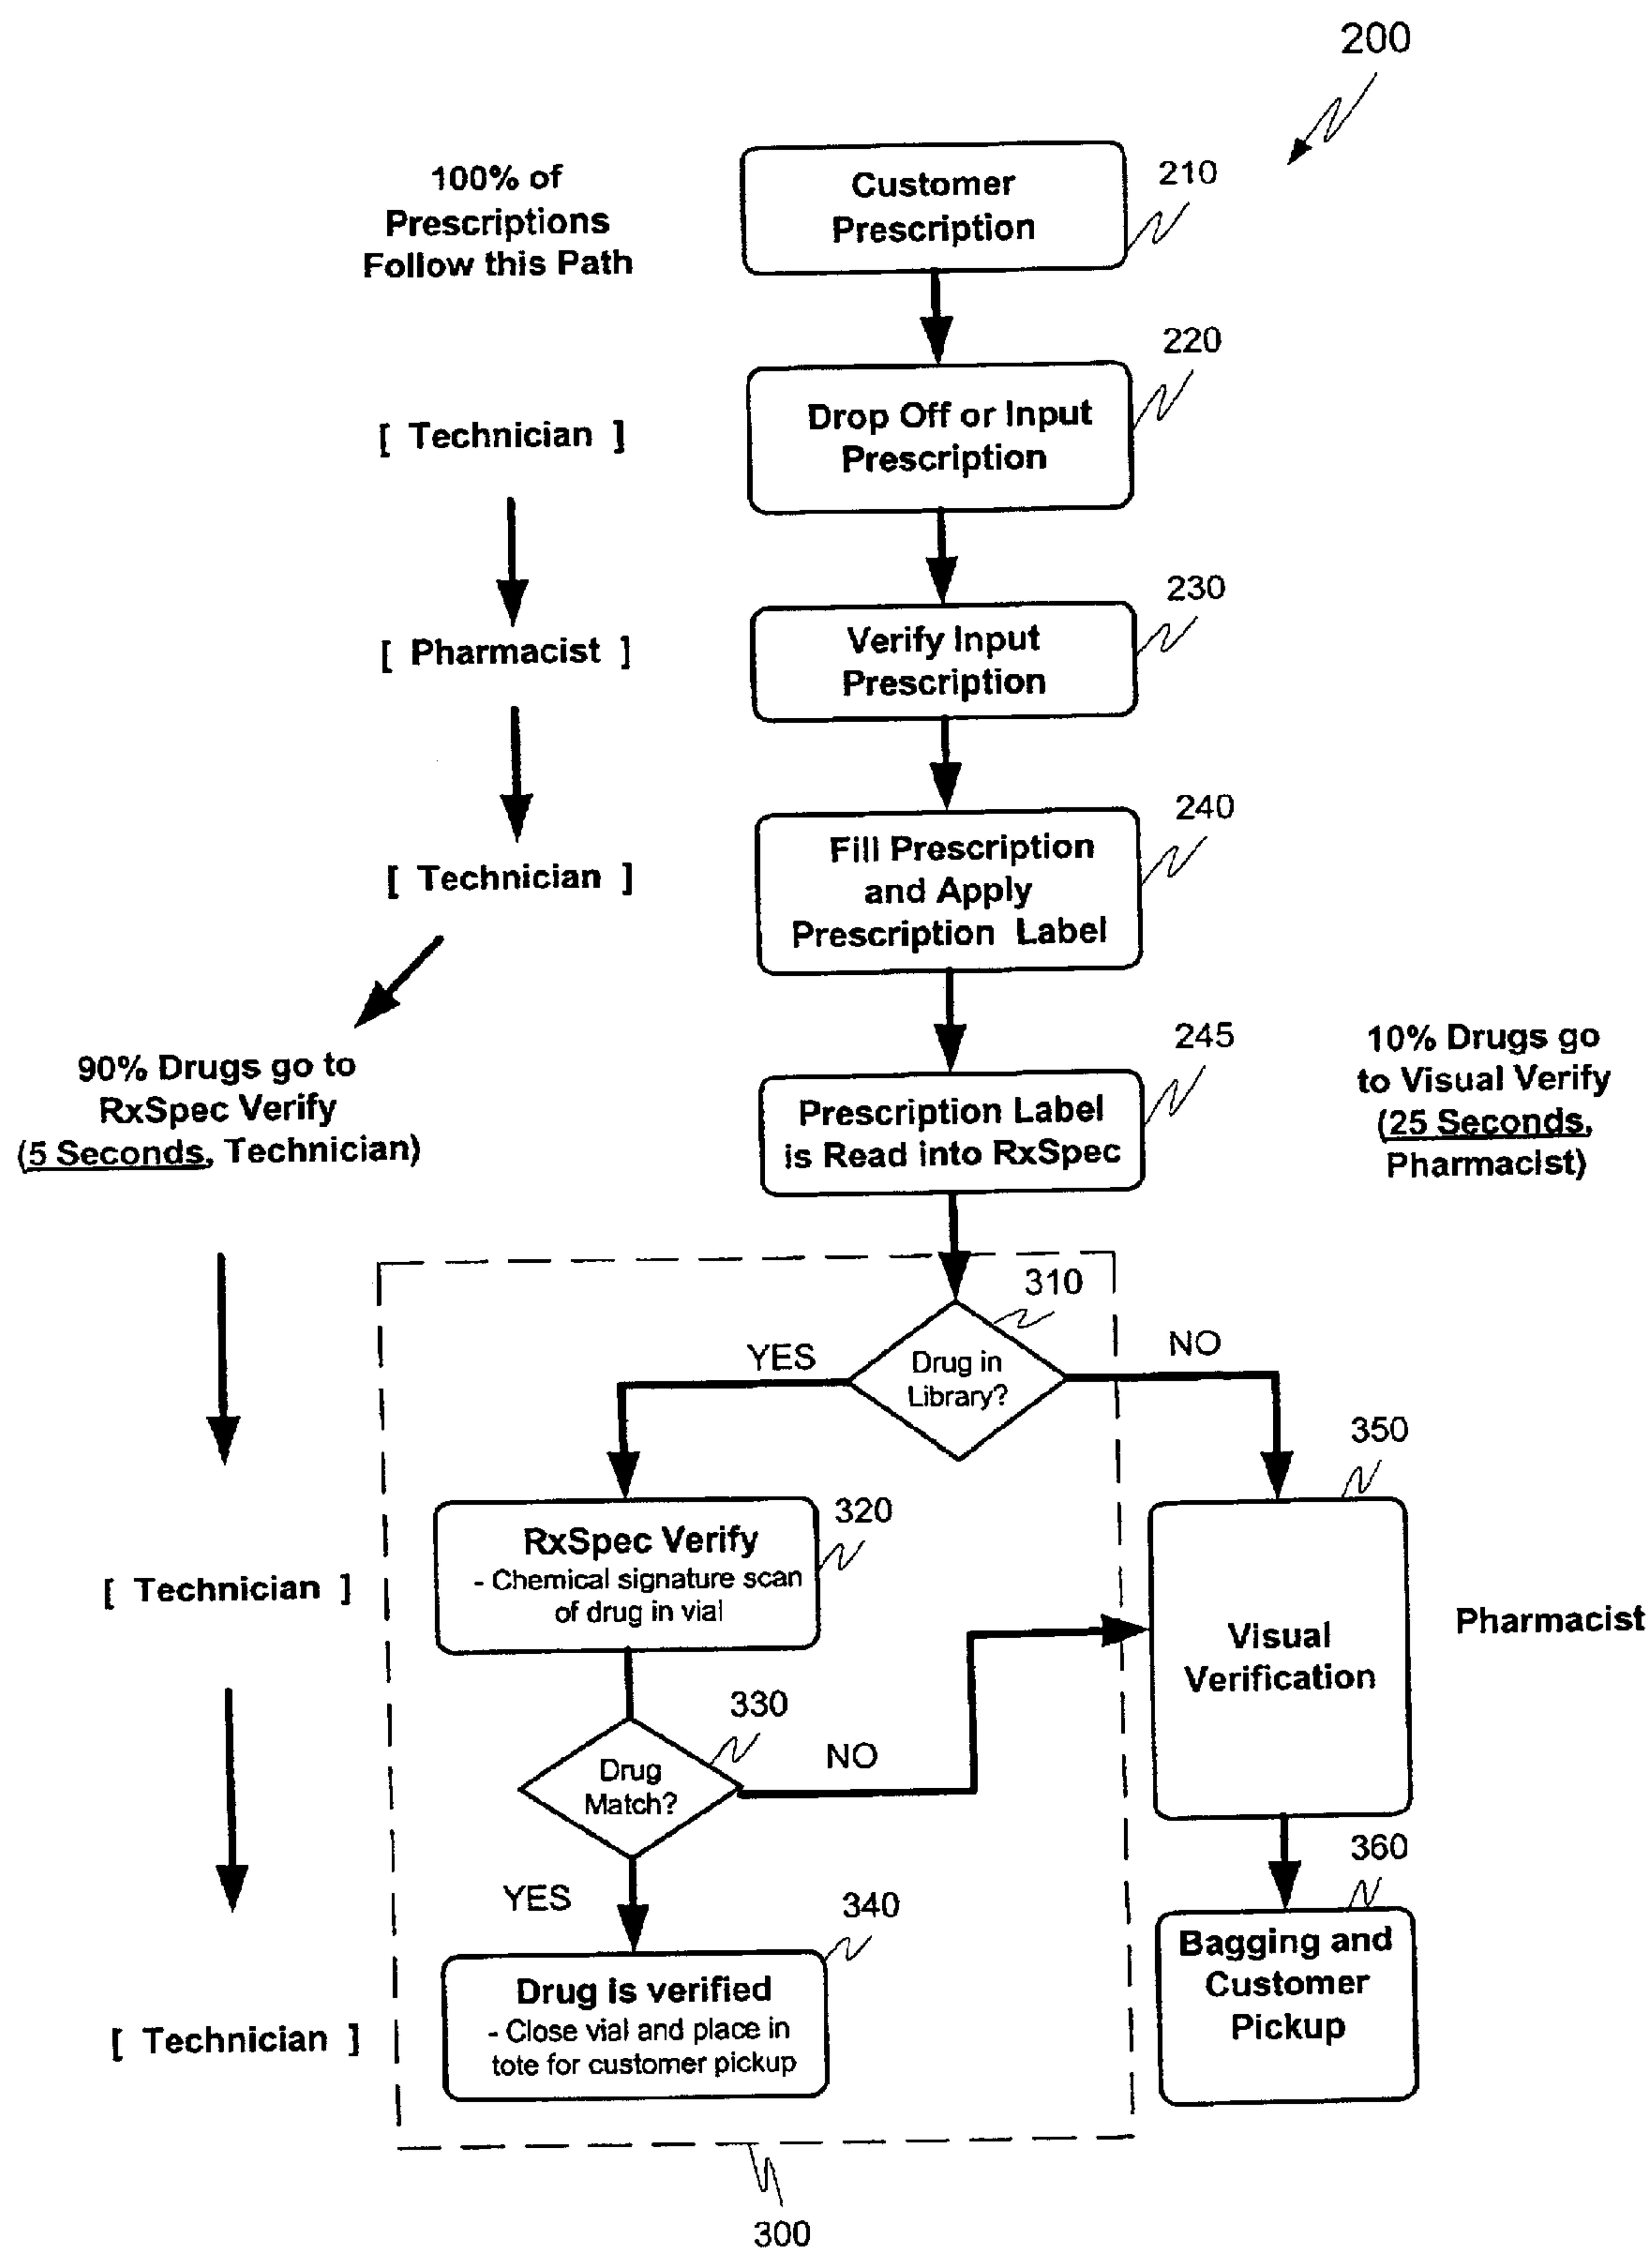 200
100% of
Prescriptions
Follow this Path
Customer
Prescription
210
[ Technician ]
Drop Off or Input
Prescription
220
[ Pharmacist ]
Verify Input
Prescription
230
[ Technician ]
Fill Prescription
and Apply
Prescription Label
240
90% Drugs go to
RxSpec Verify
(5 Seconds, Technician)
Prescription Label
is Read into RxSpec
245
10% Drugs go
to Visual Verify
(25 Seconds,
Pharmacist)
310
Drug in
Library?
YES
NO
[ Technician ]
RxSpec Verify
- Chemical signature scan
of drug in vial
320
350
Visual
Verification
Pharmacist
330
Drug
Match?
NO
YES
360
Bagging and
Customer
Pickup
[ Technician ]
Drug is verified
- Close vial and place in
tote for customer pickup
340
300